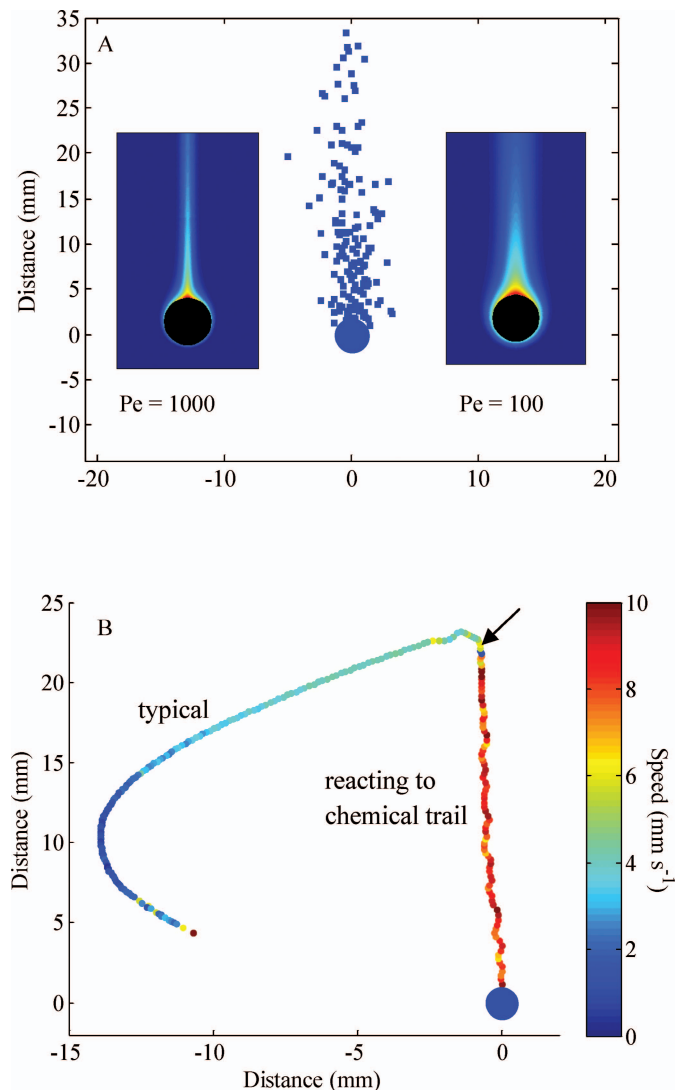 A
35
30
25
20
15
10
5
0
-5
-10
Distance (mm)
Pe = 1000
Pe = 100
-20
-10
0
10
20
B
25
20
15
10
5
0
Distance (mm)
typical
reacting to
chemical trail
-15
-10
-5
0
Distance (mm)
10
8
6
4
2
0
Speed (mm s⁻¹)